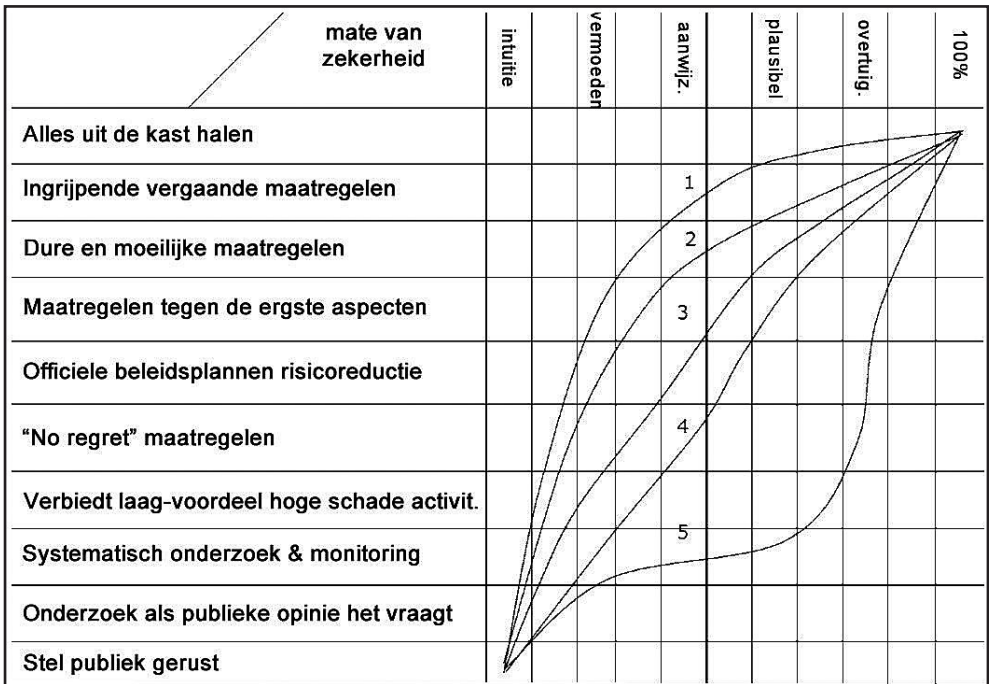 mate van
zekerheid
intuitie
vermoeden
aanwijz.
plausibel
overtuig.
100%
Alles uit de kast halen
Ingrijpende vergaande maatregelen
1
Dure en moeilijke maatregelen
2
Maatregelen tegen de ergste aspecten
3
Officiele beleidsplannen risicoreductie
“No regret” maatregelen
4
Verbiedt laag-voordeel hoge schade activit.
Systematisch onderzoek & monitoring
5
Onderzoek als publieke opinie het vraagt
Stel publiek gerust